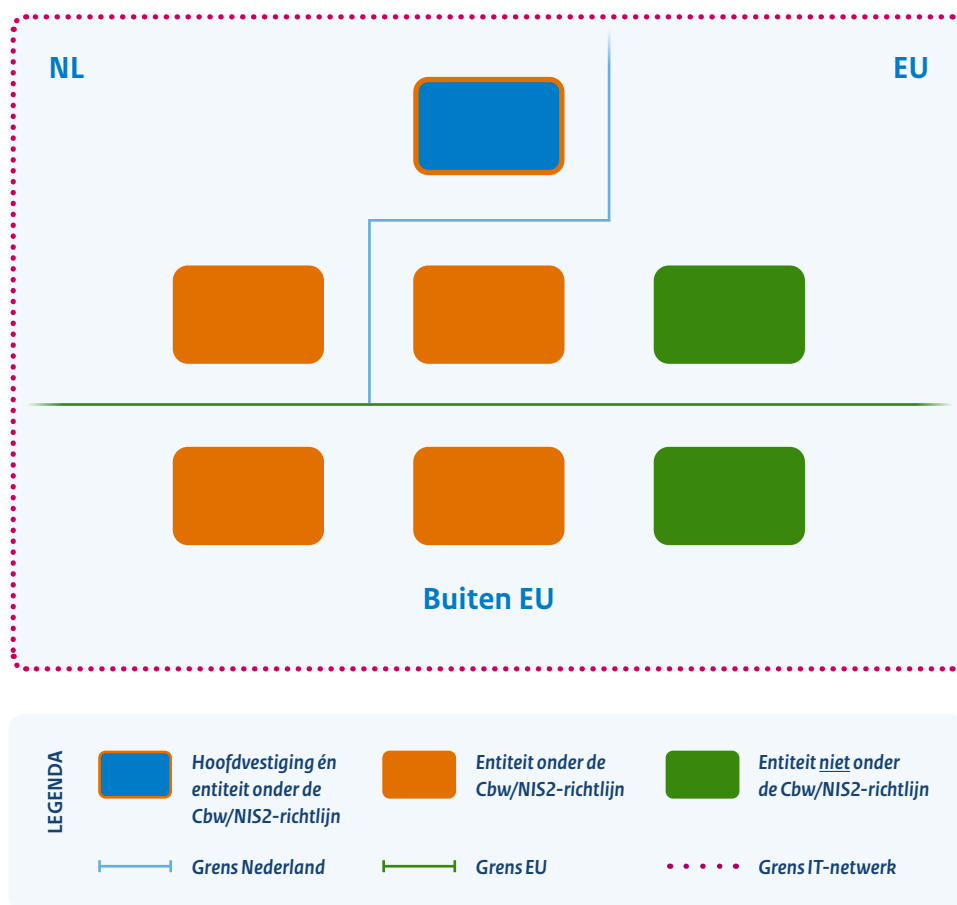 NL
EU
Buiten EU
LEGENDA
Hoofdvestiging én
entiteit onder de
Cbw/NIS2-richtlijn
Entiteit onder de
Cbw/NIS2-richtlijn
Entiteit niet onder
de Cbw/NIS2-richtlijn
Grens Nederland
Grens EU
Grens IT-netwerk